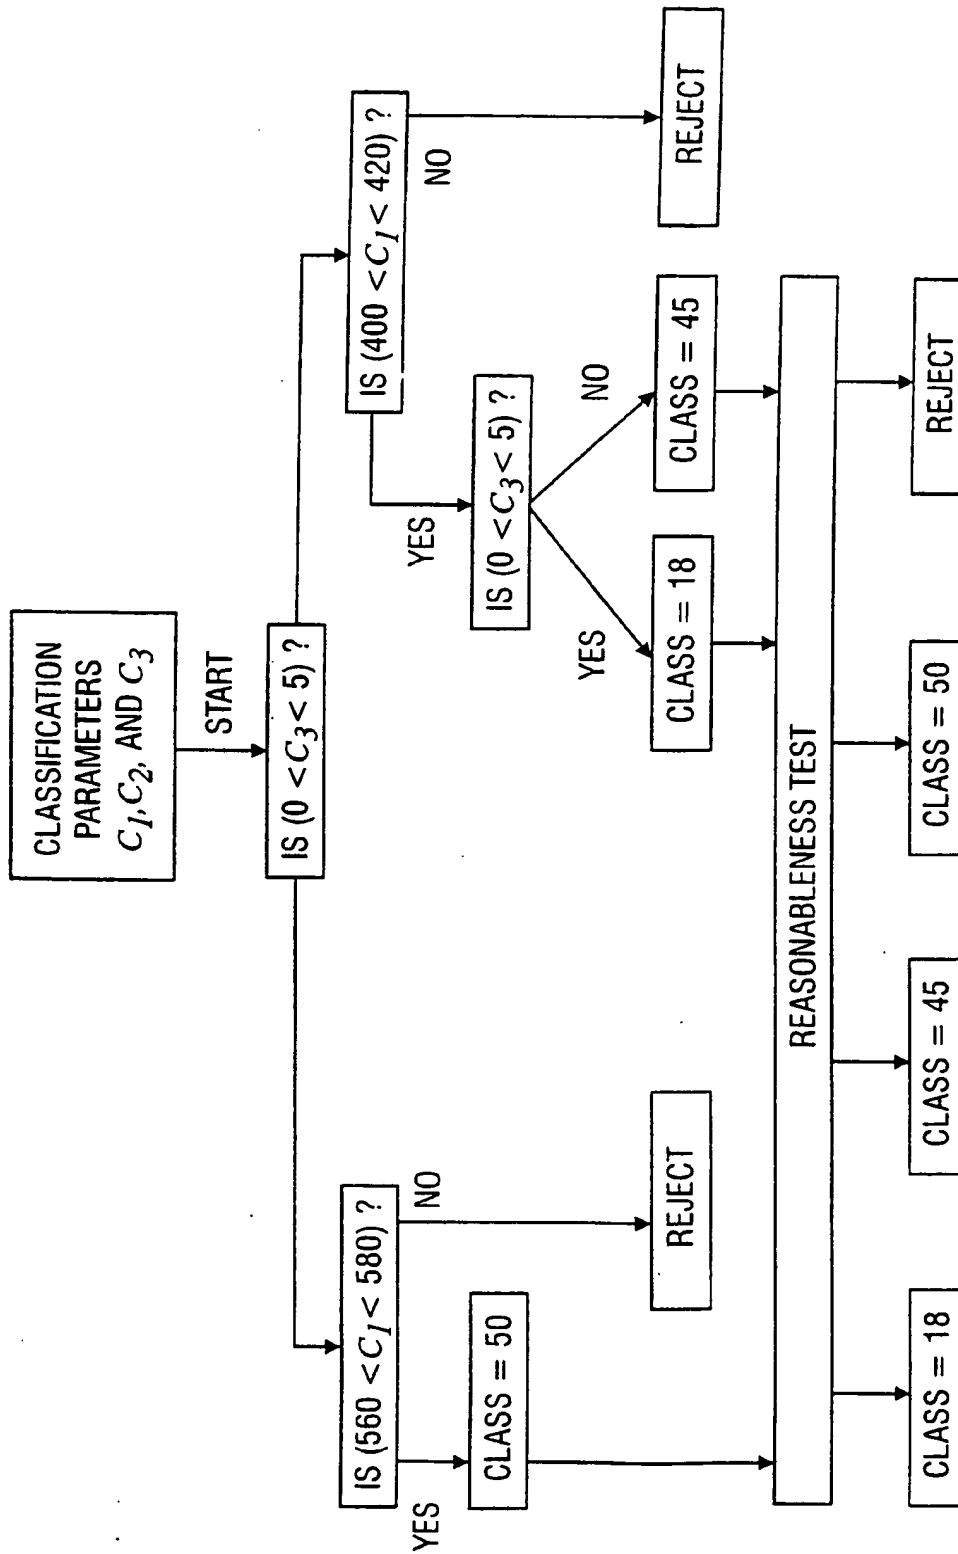 CLASSIFICATION
PARAMETERS
C₁, C₂, AND C₃
START
IS (0 < C₃ < 5) ?
IS (560 < C₁ < 580) ?
IS (400 < C₁ < 420) ?
YES
NO
YES
NO
CLASS = 50
IS (0 < C₃ < 5) ?
YES
NO
REJECT
CLASS = 18
CLASS = 45
REJECT
REASONABLENESS TEST
CLASS = 18
CLASS = 45
CLASS = 50
REJECT